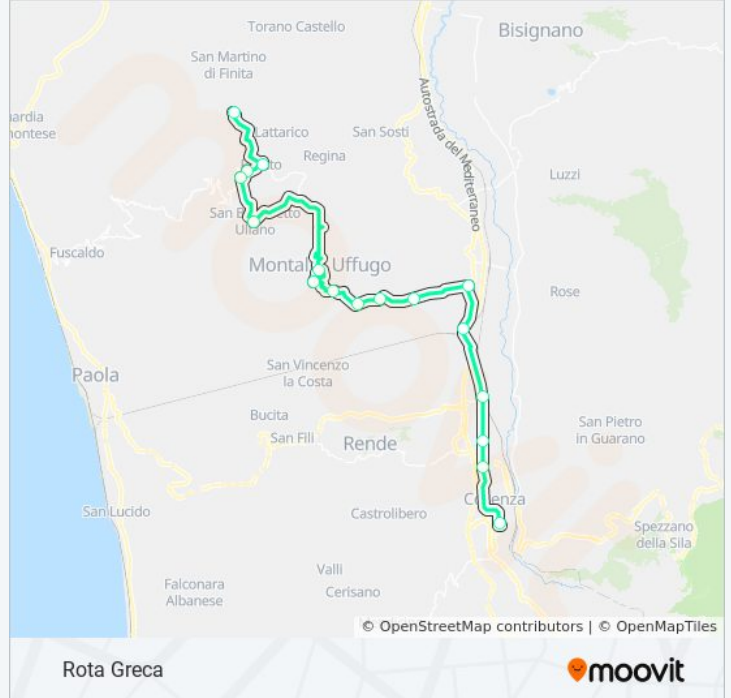 Torano Castello
Bisignano
San Martino
di Finita
Autostrada del Mediterraneo
Lattarico
San Sosti
Regina
Luzzi
Uffano
Fuscaldo
Uffugo
Rose
San Vincenzo
la Costa
Paola
Bucita
San Fili
Rende
San Pietro
in Guarano
San Lucido
Castrolibero
Spezzano
della Sila
Valli
Cerisano
Falconara
Albanese
© OpenStreetMap contributors | © OpenMapTiles
Rota Greca
moovit